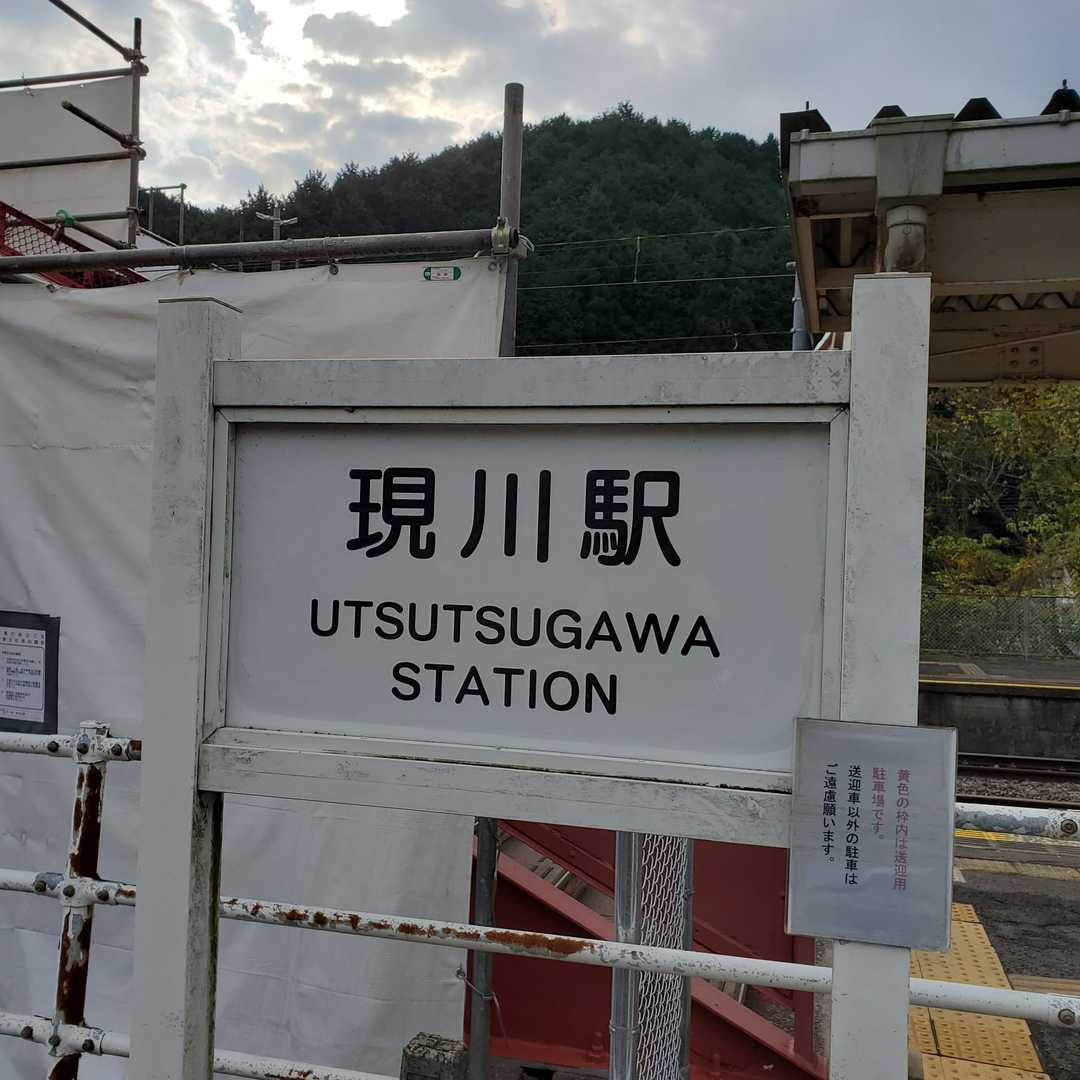 現川駅
UTSUTSUGAWA
STATION
黄色の枠内は送迎用
駐車場です。
送迎車以外の駐車は
ご遠慮願います。